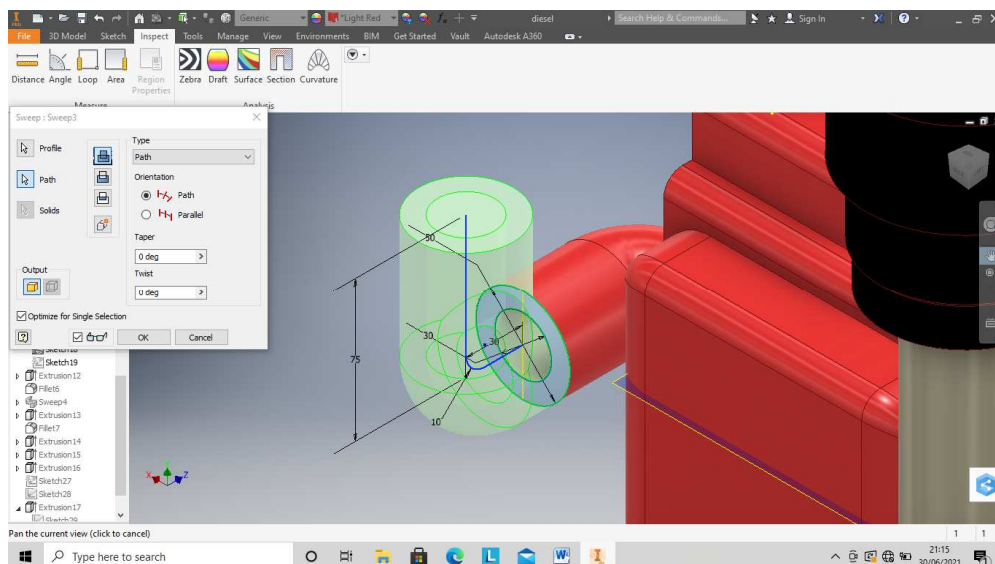 PRO
Generic
*Light Red
diesel
Search Help & Commands...
Sign In
File 3D Model Sketch Inspect Tools Manage View Environments BIM Get Started Vault Autodesk A360
Distance Angle Loop Area Region Properties Zebra Draft Surface Section Curvature
Measure Analysis
Sweep : Sweep3
Profile
Path
Solids
Output
Type
Path
Orientation
Path
Parallel
Taper
0 deg
Twist
0 deg
Optimize for Single Selection
OK Cancel
Sketch18
Sketch19
Extrusion12
Fillet6
Sweep4
Extrusion13
Fillet7
Extrusion14
Extrusion15
Extrusion16
Sketch27
Sketch28
Extrusion17
Sketch29
50
30
30
75
10
X Z
Pan the current view (click to cancel)
1 1
Type here to search
21:15
30/06/2021